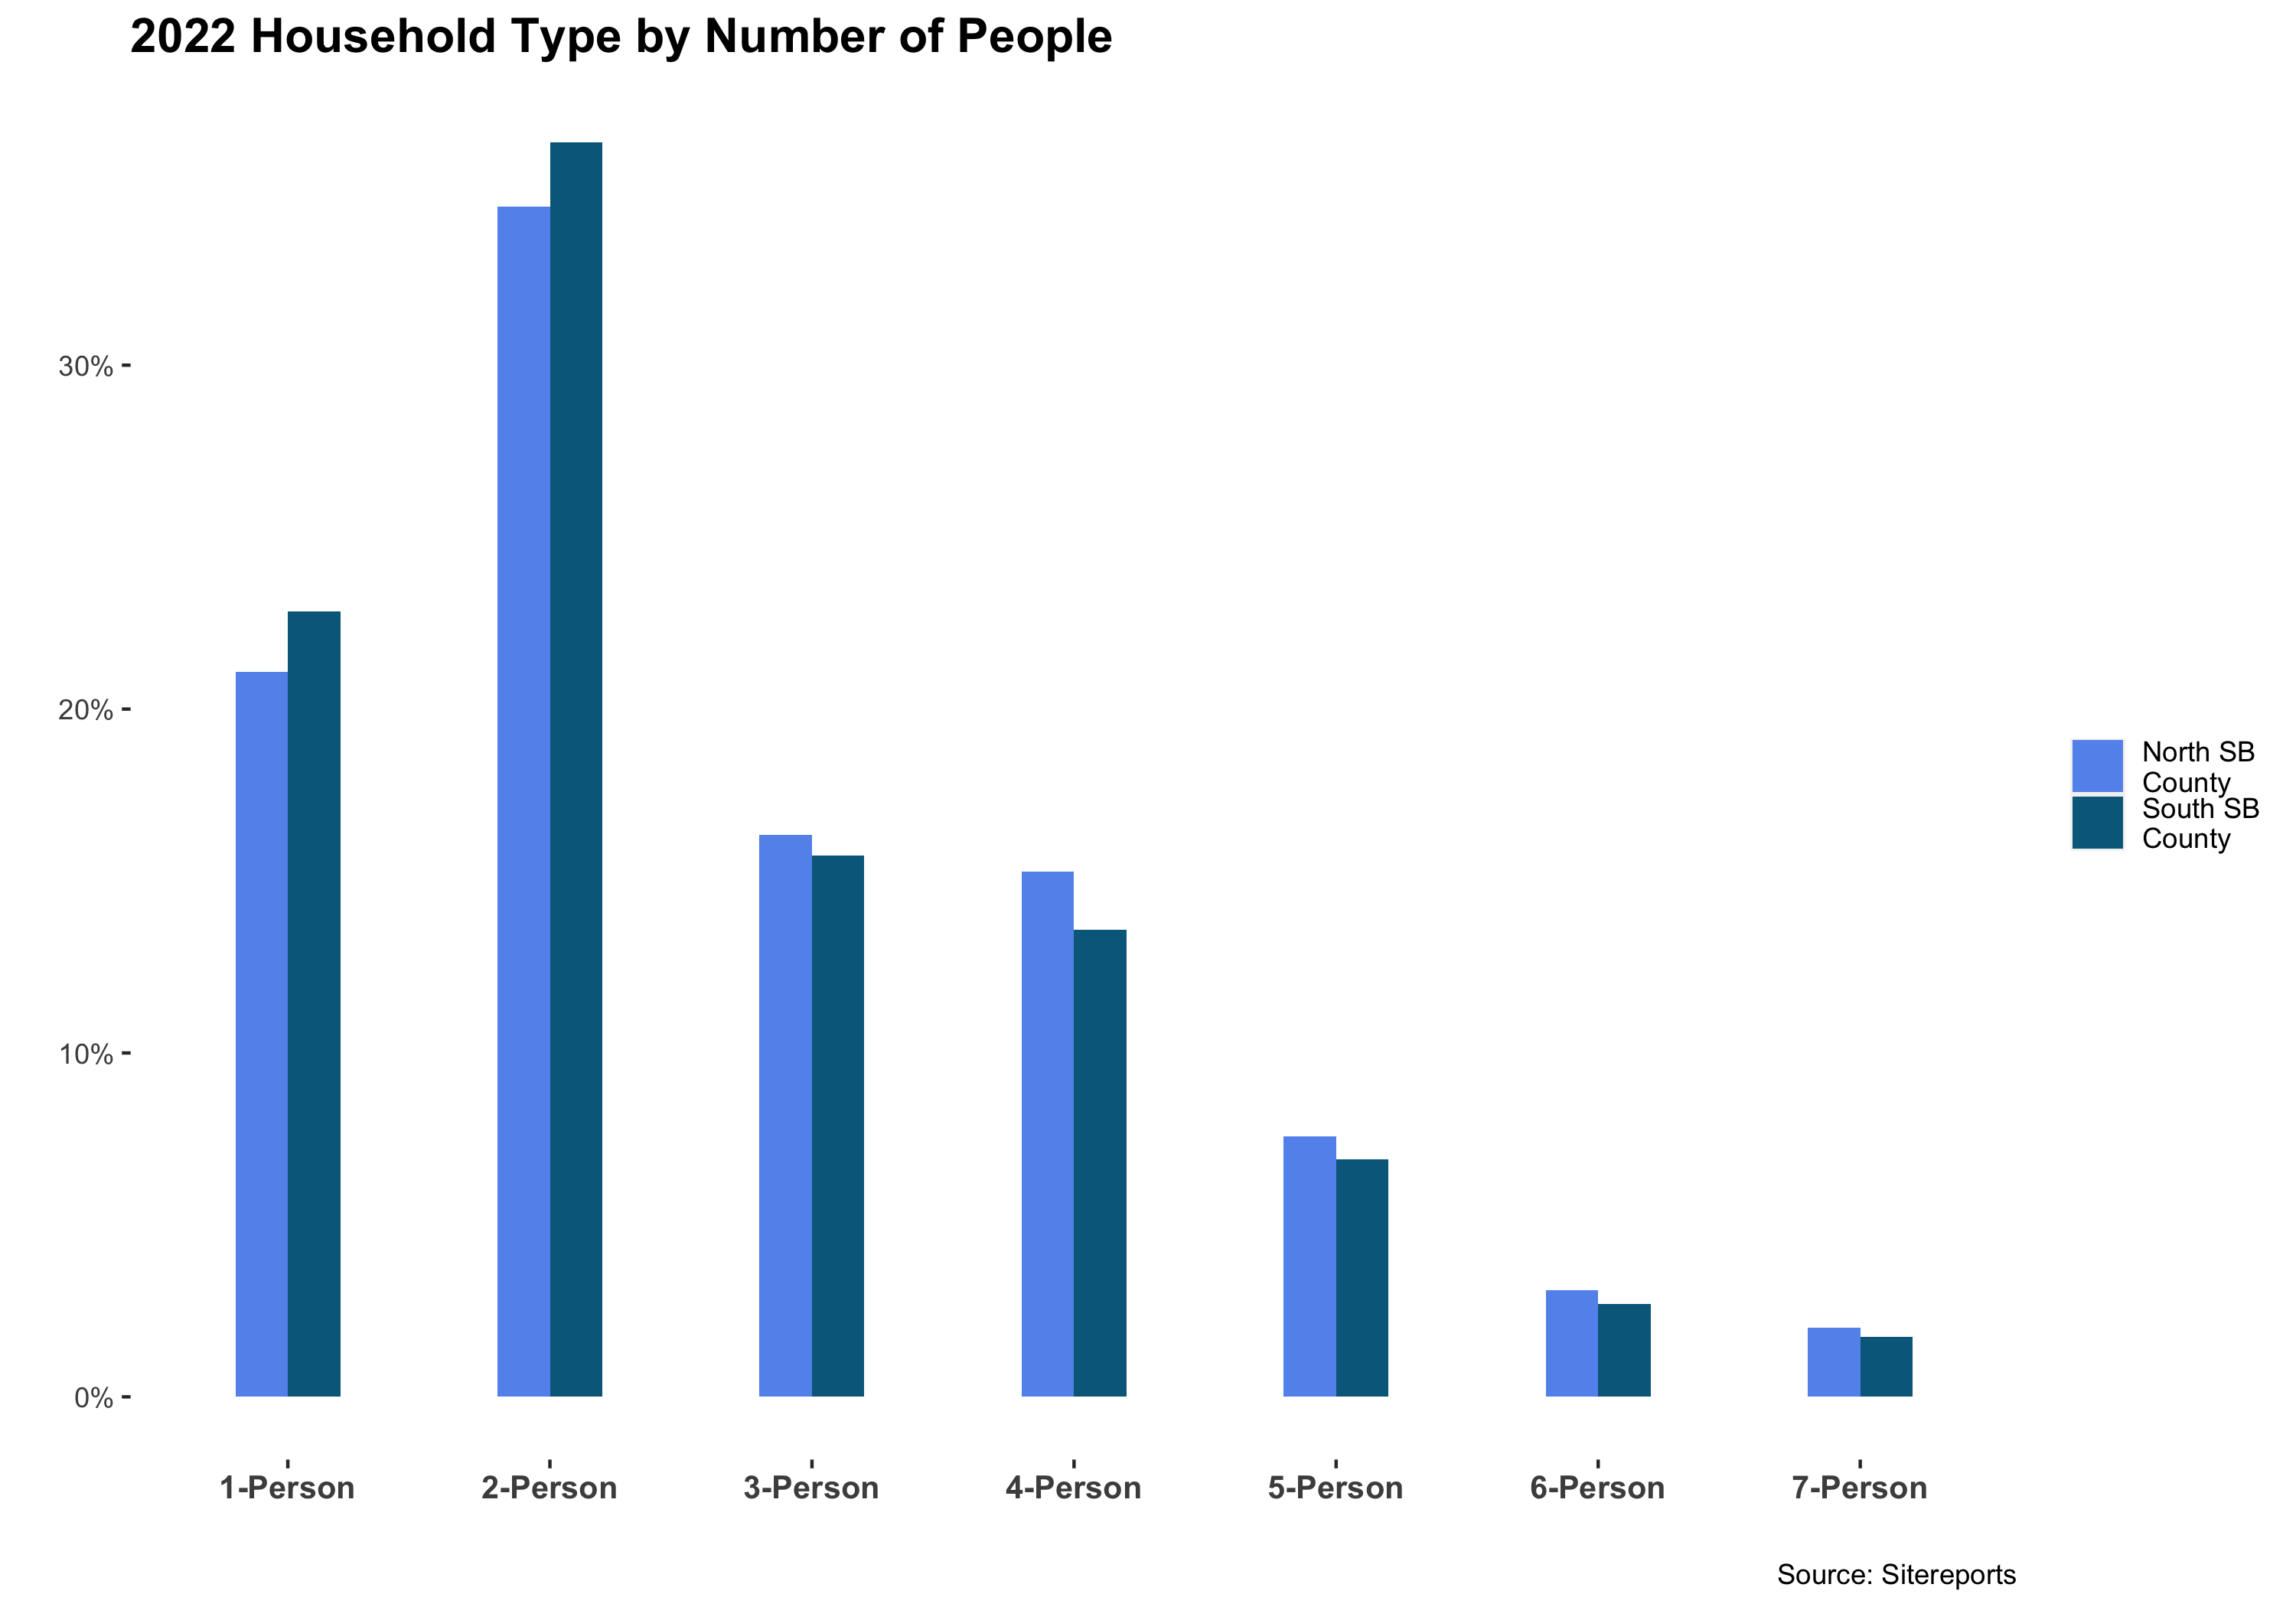 2022 Household Type by Number of People
30%
20%
10%
0%
North SB
County
South SB
County
1-Person
2-Person
3-Person
4-Person
5-Person
6-Person
7-Person
Source: Sitereports